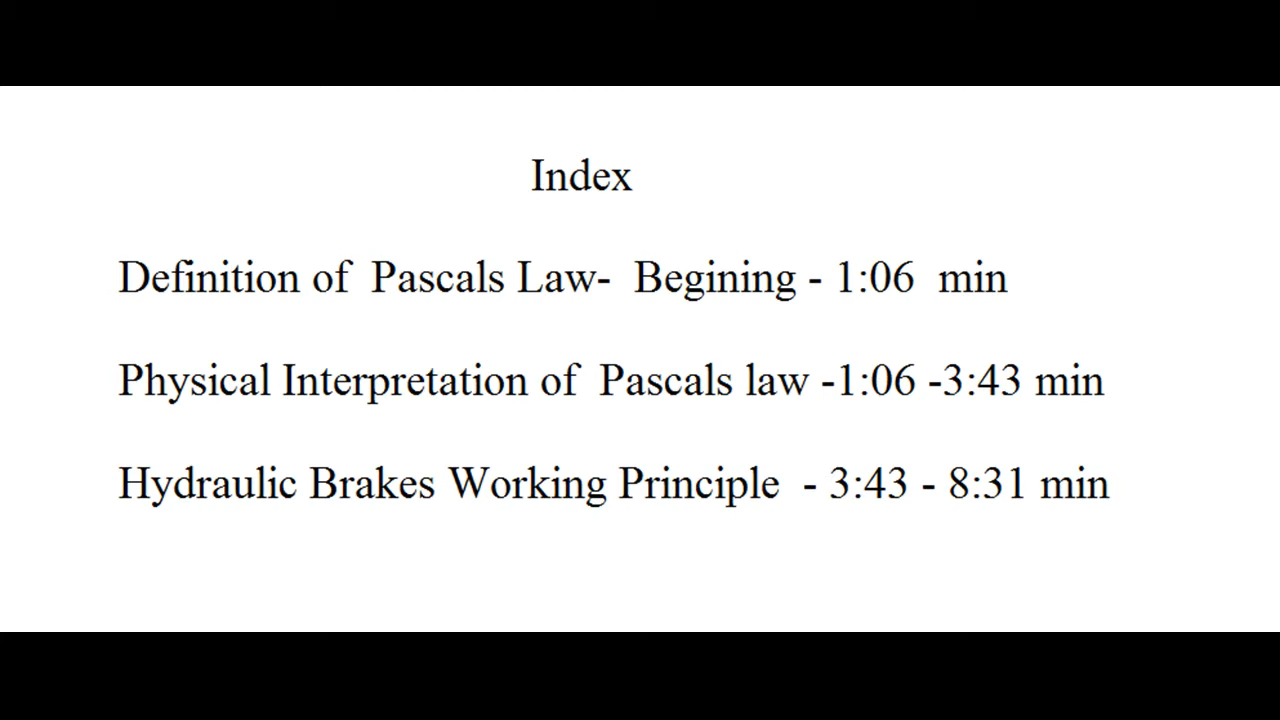 Index
Definition of Pascals Law- Begining - 1:06 min
Physical Interpretation of Pascals law -1:06 -3:43 min
Hydraulic Brakes Working Principle - 3:43 - 8:31 min